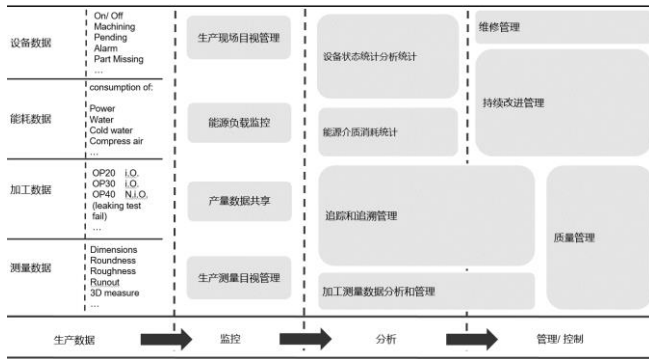 设备数据
On/ Off
Machining
Pending
Alarm
Part Missing
…
生产现场目视管理
设备状态统计分析统计
维修管理
持续改进管理
能耗数据
consumption of:
Power
Water
Cold water
Compress air
…
能源负载监控
能源介质消耗统计
加工数据
OP20 i.O.
OP30 i.O.
OP40 N.i.O.
(leaking test
fail)
…
产量数据共享
追踪和追溯管理
质量管理
测量数据
Dimensions
Roundness
Roughness
Runout
3D measure
…
生产测量目视管理
加工测量数据分析和管理
生产数据
监控
分析
管理/ 控制